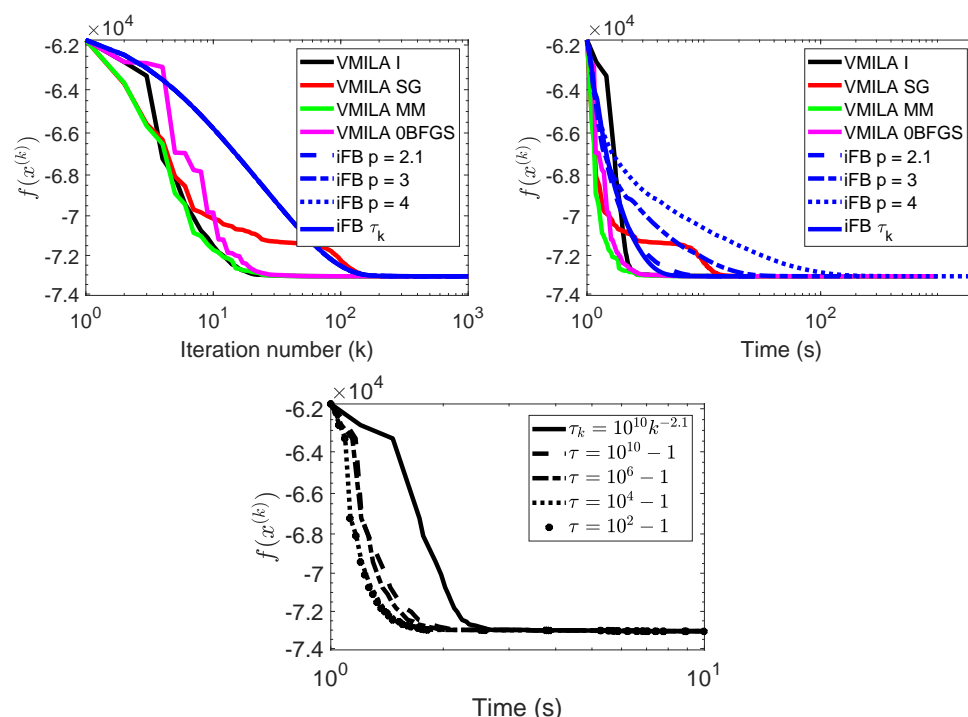 ×10⁴
-6.2
-6.4
-6.6
-6.8
-7
-7.2
-7.4
f(x⁽ᵏ⁾)
10⁰
10¹
10²
10³
Iteration number (k)
VMILA I
VMILA SG
VMILA MM
VMILA 0BFGS
iFB p = 2.1
iFB p = 3
iFB p = 4
iFB τₖ
×10⁴
-6.2
-6.4
-6.6
-6.8
-7
-7.2
-7.4
f(x⁽ᵏ⁾)
10⁰
10²
Time (s)
VMILA I
VMILA SG
VMILA MM
VMILA 0BFGS
iFB p = 2.1
iFB p = 3
iFB p = 4
iFB τₖ
×10⁴
-6.2
-6.4
-6.6
-6.8
-7
-7.2
-7.4
f(x⁽ᵏ⁾)
10⁰
10¹
Time (s)
τₖ = 10¹⁰k⁻²·¹
τ = 10¹⁰ − 1
τ = 10⁶ − 1
τ = 10⁴ − 1
τ = 10² − 1